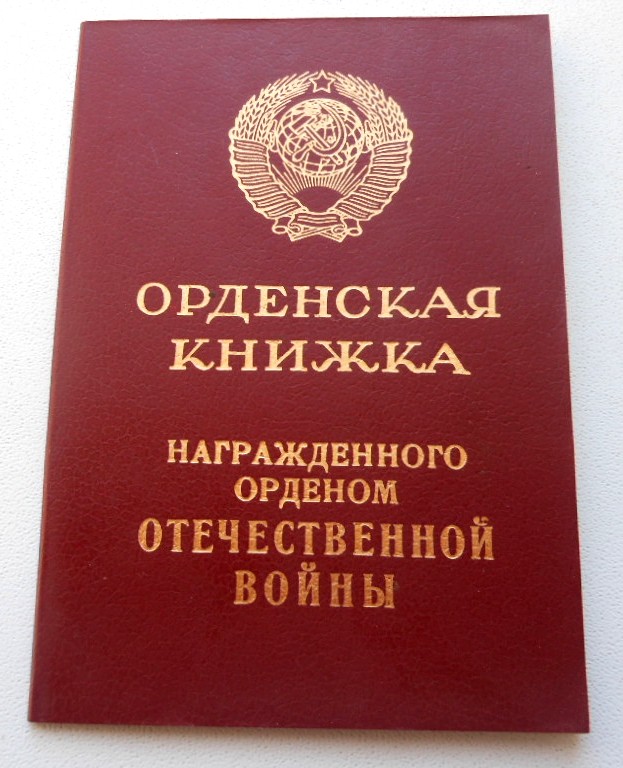 ОРДЕНСКАЯ
КНИЖКА
НАГРАЖДЕННОГО
ОРДЕНОМ
ОТЕЧЕСТВЕННОЙ
ВОЙНЫ